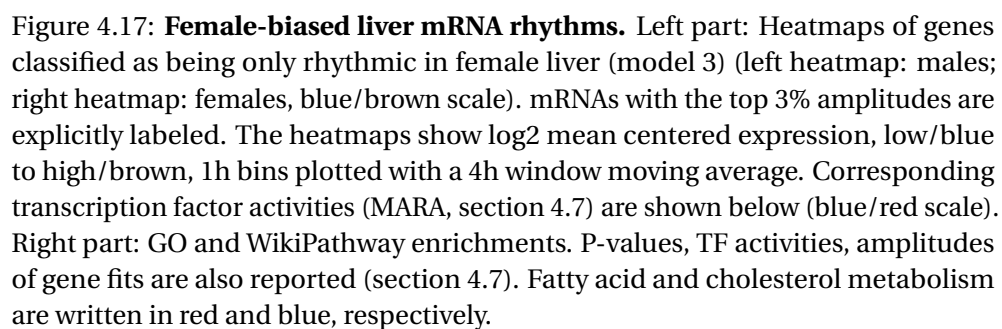 Figure 4.17: Female-biased liver mRNA rhythms. Left part: Heatmaps of genes
classified as being only rhythmic in female liver (model 3) (left heatmap: males;
right heatmap: females, blue/brown scale). mRNAs with the top 3% amplitudes are
explicitly labeled. The heatmaps show log2 mean centered expression, low/blue
to high/brown, 1h bins plotted with a 4h window moving average. Corresponding
transcription factor activities (MARA, section 4.7) are shown below (blue/red scale).
Right part: GO and WikiPathway enrichments. P-values, TF activities, amplitudes
of gene fits are also reported (section 4.7). Fatty acid and cholesterol metabolism
are written in red and blue, respectively.